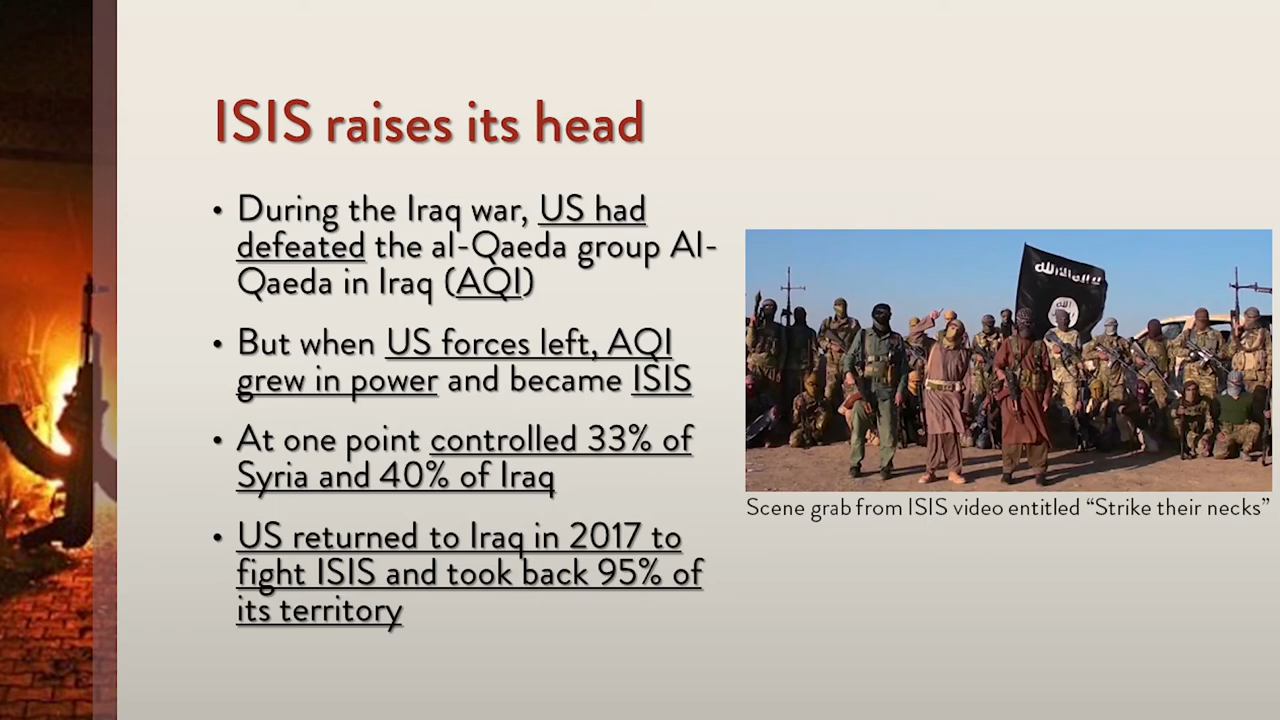 ISIS raises its head
• During the Iraq war, US had
defeated the al-Qaeda group Al-
Qaeda in Iraq (AQI)
• But when US forces left, AQI
grew in power and became ISIS
• At one point controlled 33% of
Syria and 40% of Iraq
• US returned to Iraq in 2017 to
fight ISIS and took back 95% of
its territory
Scene grab from ISIS video entitled “Strike their necks”